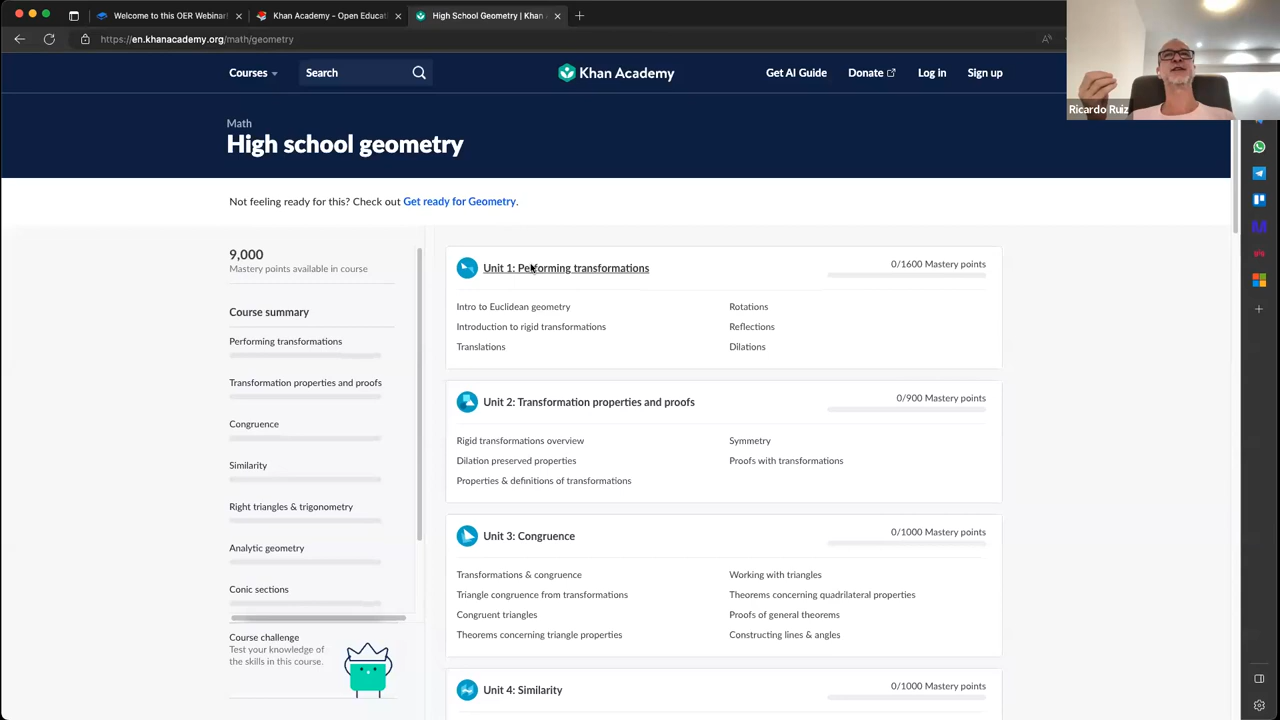 Welcome to this OER Webinar
Khan Academy - Open Educati
High School Geometry | Khan
https://en.khanacademy.org/math/geometry
Courses
Search
Khan Academy
Get AI Guide
Donate
Log in
Sign up
Ricardo Ruiz
Math
High school geometry
Not feeling ready for this? Check out Get ready for Geometry.
9,000
Mastery points available in course
Course summary
Performing transformations
Transformation properties and proofs
Congruence
Similarity
Right triangles & trigonometry
Analytic geometry
Conic sections
Course challenge
Test your knowledge of
the skills in this course.
Unit 1: Performing transformations
0/1600 Mastery points
Intro to Euclidean geometry
Introduction to rigid transformations
Translations
Rotations
Reflections
Dilations
Unit 2: Transformation properties and proofs
0/900 Mastery points
Rigid transformations overview
Dilation preserved properties
Properties & definitions of transformations
Symmetry
Proofs with transformations
Unit 3: Congruence
0/1000 Mastery points
Transformations & congruence
Triangle congruence from transformations
Congruent triangles
Theorems concerning triangle properties
Working with triangles
Theorems concerning quadrilateral properties
Proofs of general theorems
Constructing lines & angles
Unit 4: Similarity
0/1000 Mastery points